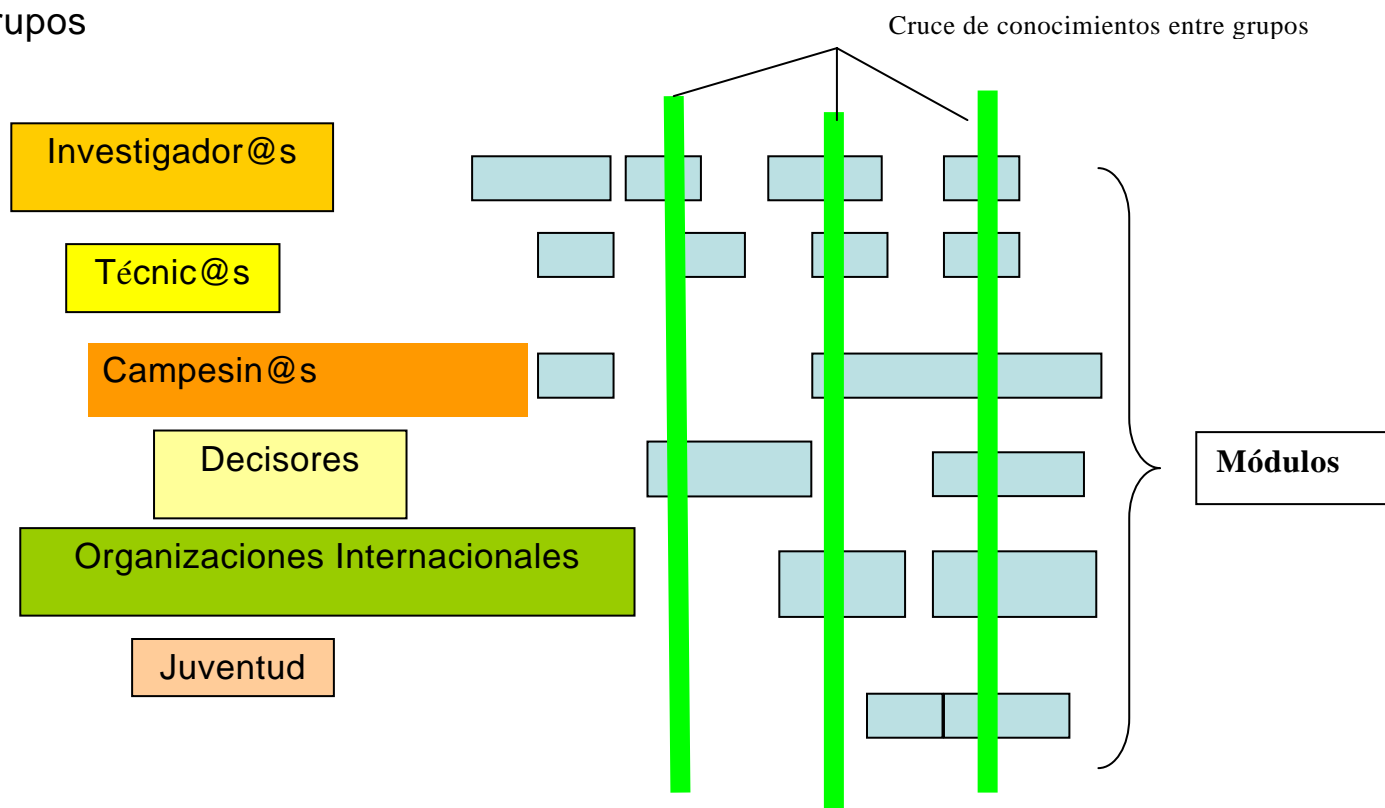 rupos
Cruce de conocimientos entre grupos
Investigador@s
Técnic@s
Campesin@s
Decisores
Módulos
Organizaciones Internacionales
Juventud